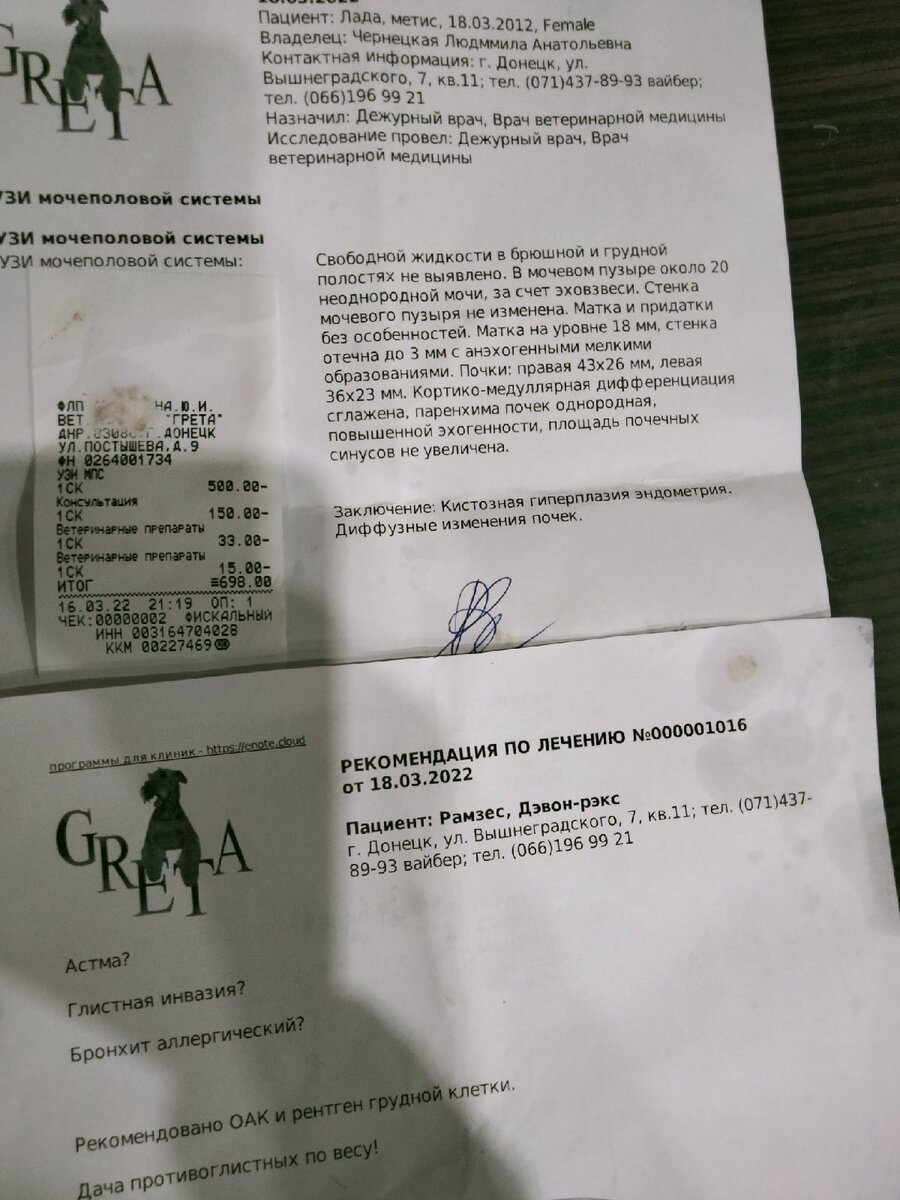 GRETA
Пациент: Лада, метис, 18.03.2012, Female
Владелец: Чернецкая Людммила Анатольевна
Контактная информация: г. Донецк, ул.
Вышнеградского, 7, кв.11; тел. (071)437-89-93 вайбер;
тел. (066)196 99 21
Назначил: Дежурный врач, Врач ветеринарной медицины
Исследование провел: Дежурный врач, Врач
ветеринарной медицины
УЗИ мочеполовой системы
УЗИ мочеполовой системы
УЗИ мочеполовой системы:
Свободной жидкости в брюшной и грудной
полостях не выявлено. В мочевом пузыре около 20
неоднородной мочи, за счет эховзвеси. Стенка
мочевого пузыря не изменена. Матка и придатки
без особенностей. Матка на уровне 18 мм, стенка
отечна до 3 мм с анэхогенными мелкими
образованиями. Почки: правая 43х26 мм, левая
36х23 мм. Кортико-медуллярная дифференциация
сглажена, паренхима почек однородная,
повышенной эхогенности, площадь почечных
синусов не увеличена.
Заключение: Кистозная гиперплазия эндометрия.
Диффузные изменения почек.
ФЛП НА.Ю.И.
ВЕТ "ГРЕТА"
ДНР. ДОНЕЦК
УЛ.ПОСТЫШЕВА,Д.9
ФН 0264001734
УЗИ МПС
1СК 500.00-
Консультация
1СК 150.00-
Ветеринарные препараты
1СК 33.00-
Ветеринарные препараты
1СК 15.00-
ИТОГ ≡698.00
16.03.22 21:19 ОП: 1
ЧЕК:00000002 ФИСКАЛЬНЫЙ
ИНН 003164704028
ККМ 00227469
программы для клиник - https://enote.cloud
GRETA
РЕКОМЕНДАЦИЯ ПО ЛЕЧЕНИЮ №000001016
от 18.03.2022
Пациент: Рамзес, Дэвон-рэкс
г. Донецк, ул. Вышнеградского, 7, кв.11; тел. (071)437-
89-93 вайбер; тел. (066)196 99 21
Астма?
Глистная инвазия?
Бронхит аллергический?
Рекомендовано ОАК и рентген грудной клетки.
Дача противоглистных по весу!